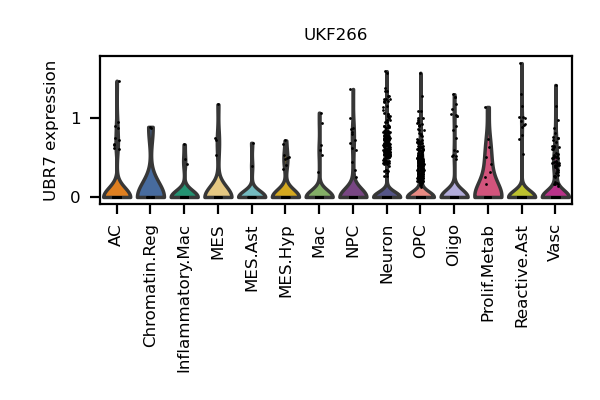 UKF266
UBR7 expression
1
0
AC
Chromatin.Reg
Inflammatory.Mac
MES
MES.Ast
MES.Hyp
Mac
NPC
Neuron
OPC
Oligo
Prolif.Metab
Reactive.Ast
Vasc